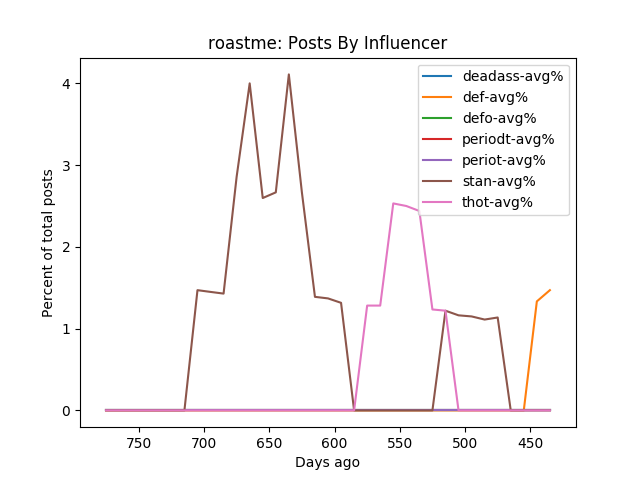 roastme: Posts By Influencer
deadass-avg%
def-avg%
defo-avg%
periodt-avg%
periot-avg%
stan-avg%
thot-avg%
Percent of total posts
4
3
2
1
0
750 700 650 600 550 500 450
Days ago